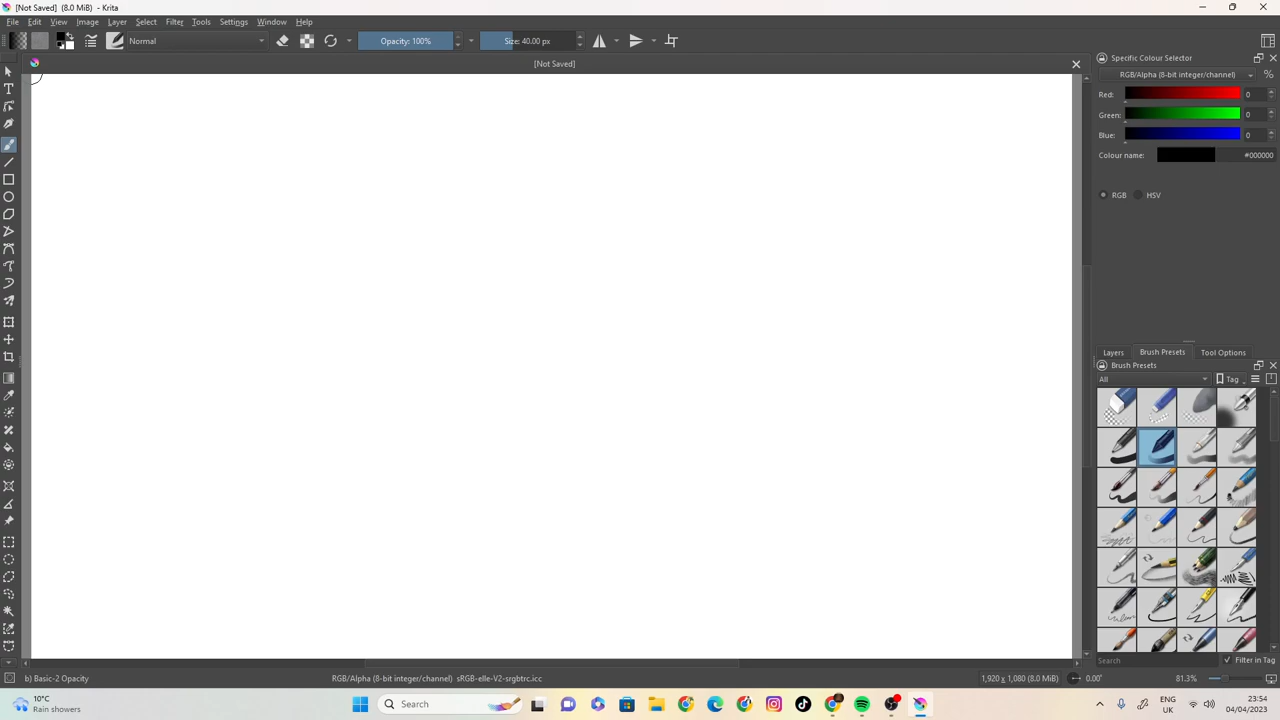 [Not Saved]  (8.0 MiB)  - Krita
File Edit View Image Layer Select Filter Tools Settings Window Help
Normal Opacity: 100% Size: 40.00 px
[Not Saved]
Specific Colour Selector
RGB/Alpha (8-bit integer/channel) %
Red: 0
Green: 0
Blue: 0
Colour name: #000000
RGB HSV
Layers Brush Presets Tool Options
Brush Presets
All Tag
Search Filter in Tag
b) Basic-2 Opacity RGB/Alpha (8-bit integer/channel)  sRGB-elle-V2-srgbtrc.icc 1,920 x 1,080 (8.0 MiB) 0.00° 81.3%
10°C
Rain showers
Search
ENG
UK
23:54
04/04/2023